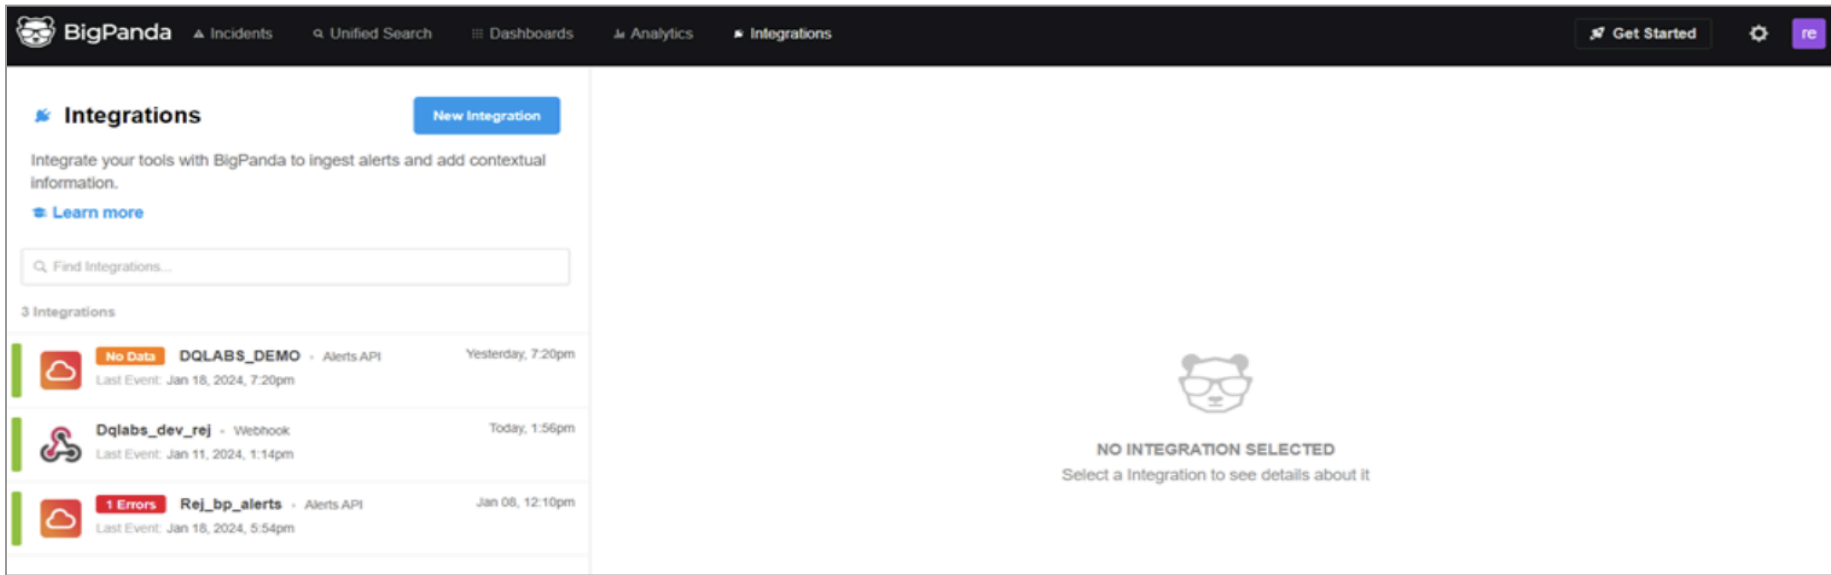 BigPanda Incidents Unified Search Dashboards Analytics Integrations Get Started re
Integrations New Integration
Integrate your tools with BigPanda to ingest alerts and add contextual
information.
Learn more
Find Integrations...
3 Integrations
No Data DQLABS_DEMO - Alerts API Yesterday, 7:20pm
Last Event: Jan 18, 2024, 7:20pm
Dqlabs_dev_rej - Webhook Today, 1:56pm
Last Event: Jan 11, 2024, 1:14pm
1 Errors Rej_bp_alerts - Alerts API Jan 08, 12:10pm
Last Event: Jan 18, 2024, 5:54pm
NO INTEGRATION SELECTED
Select a Integration to see details about it